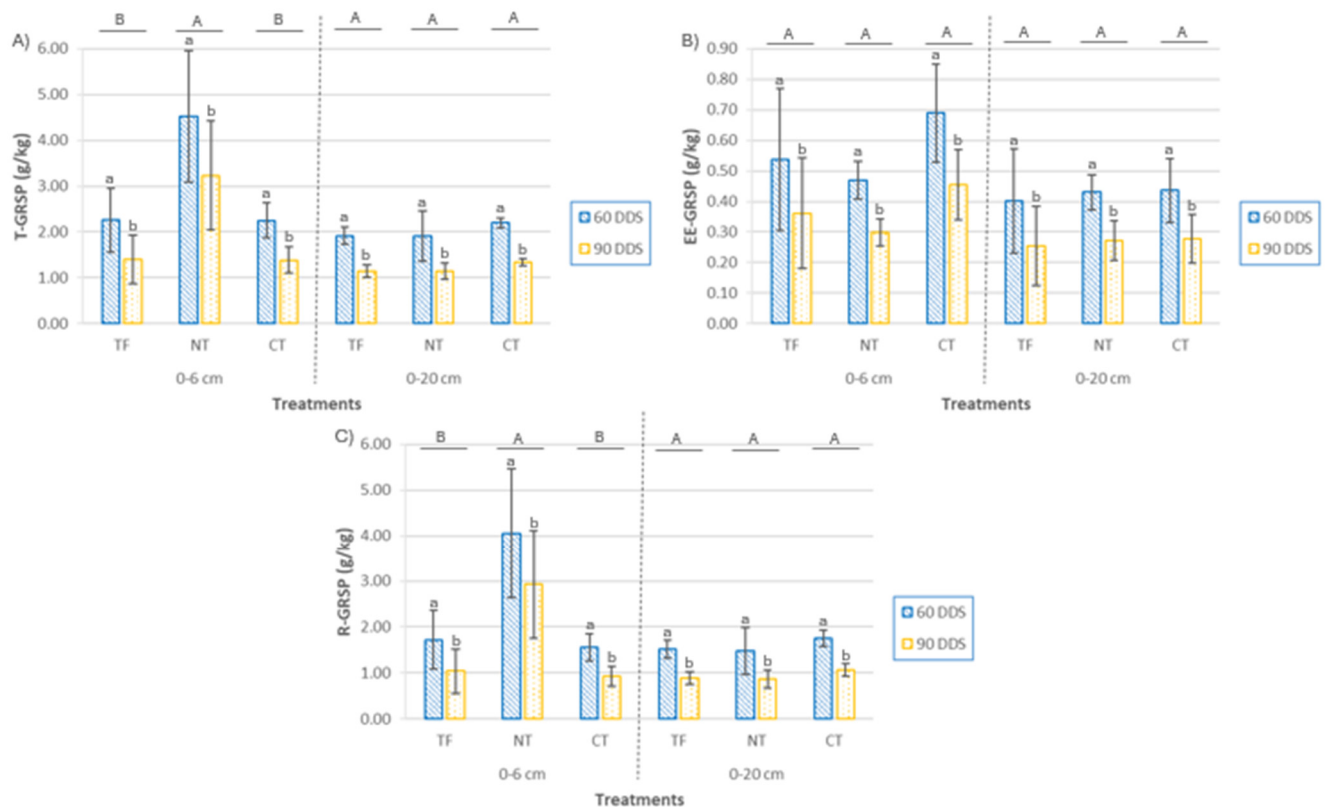 A)
B A B A A A
6.00
5.00
4.00
3.00
2.00
1.00
0.00
T-GRSP (g/kg)
a b a b a b a b a b a b
TF NT CT TF NT CT
0-6 cm 0-20 cm
Treatments
60 DDS
90 DDS
B)
A A A A A A
0.90
0.80
0.70
0.60
0.50
0.40
0.30
0.20
0.10
0.00
EE-GRSP (g/kg)
a b a b a b a b a b a b
TF NT CT TF NT CT
0-6 cm 0-20 cm
Treatments
60 DDS
90 DDS
C)
B A B A A A
6.00
5.00
4.00
3.00
2.00
1.00
0.00
R-GRSP (g/kg)
a b a b a b a b a b a b
TF NT CT TF NT CT
0-6 cm 0-20 cm
Treatments
60 DDS
90 DDS